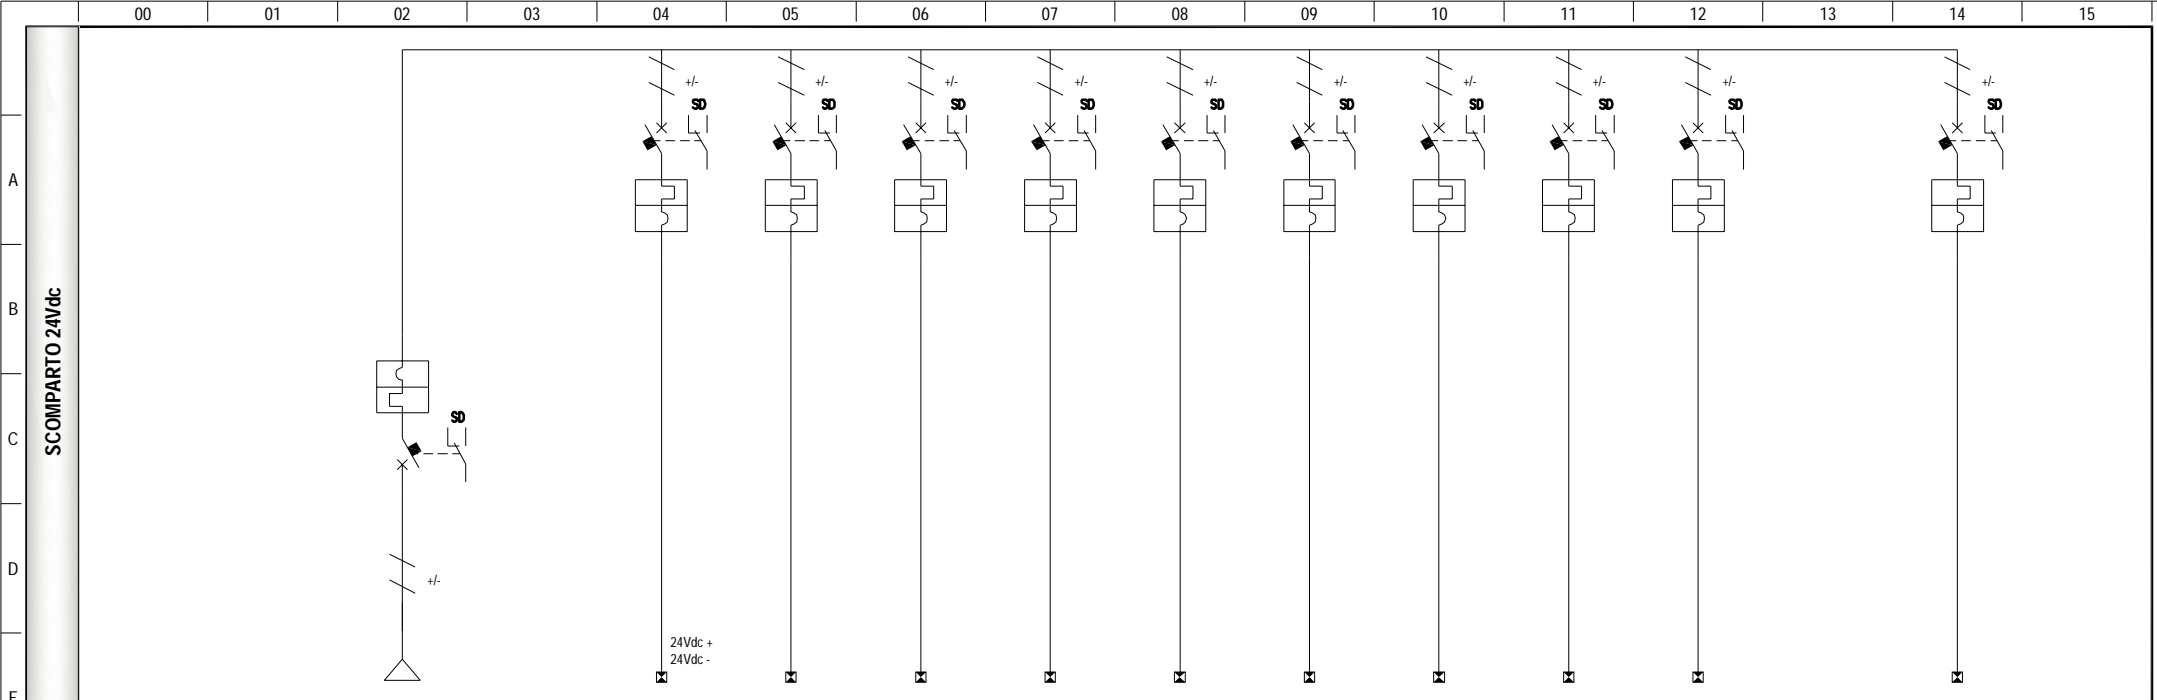 00 01 02 03 04 05 06 07 08 09 10 11 12 13 14 15
+/- +/- +/- +/- +/- +/- +/- +/- +/- +/-
SD SD SD SD SD SD SD SD SD SD
A
B
SCOMPARTO 24Vdc
SD
C
D
+/-
24Vdc +
24Vdc -